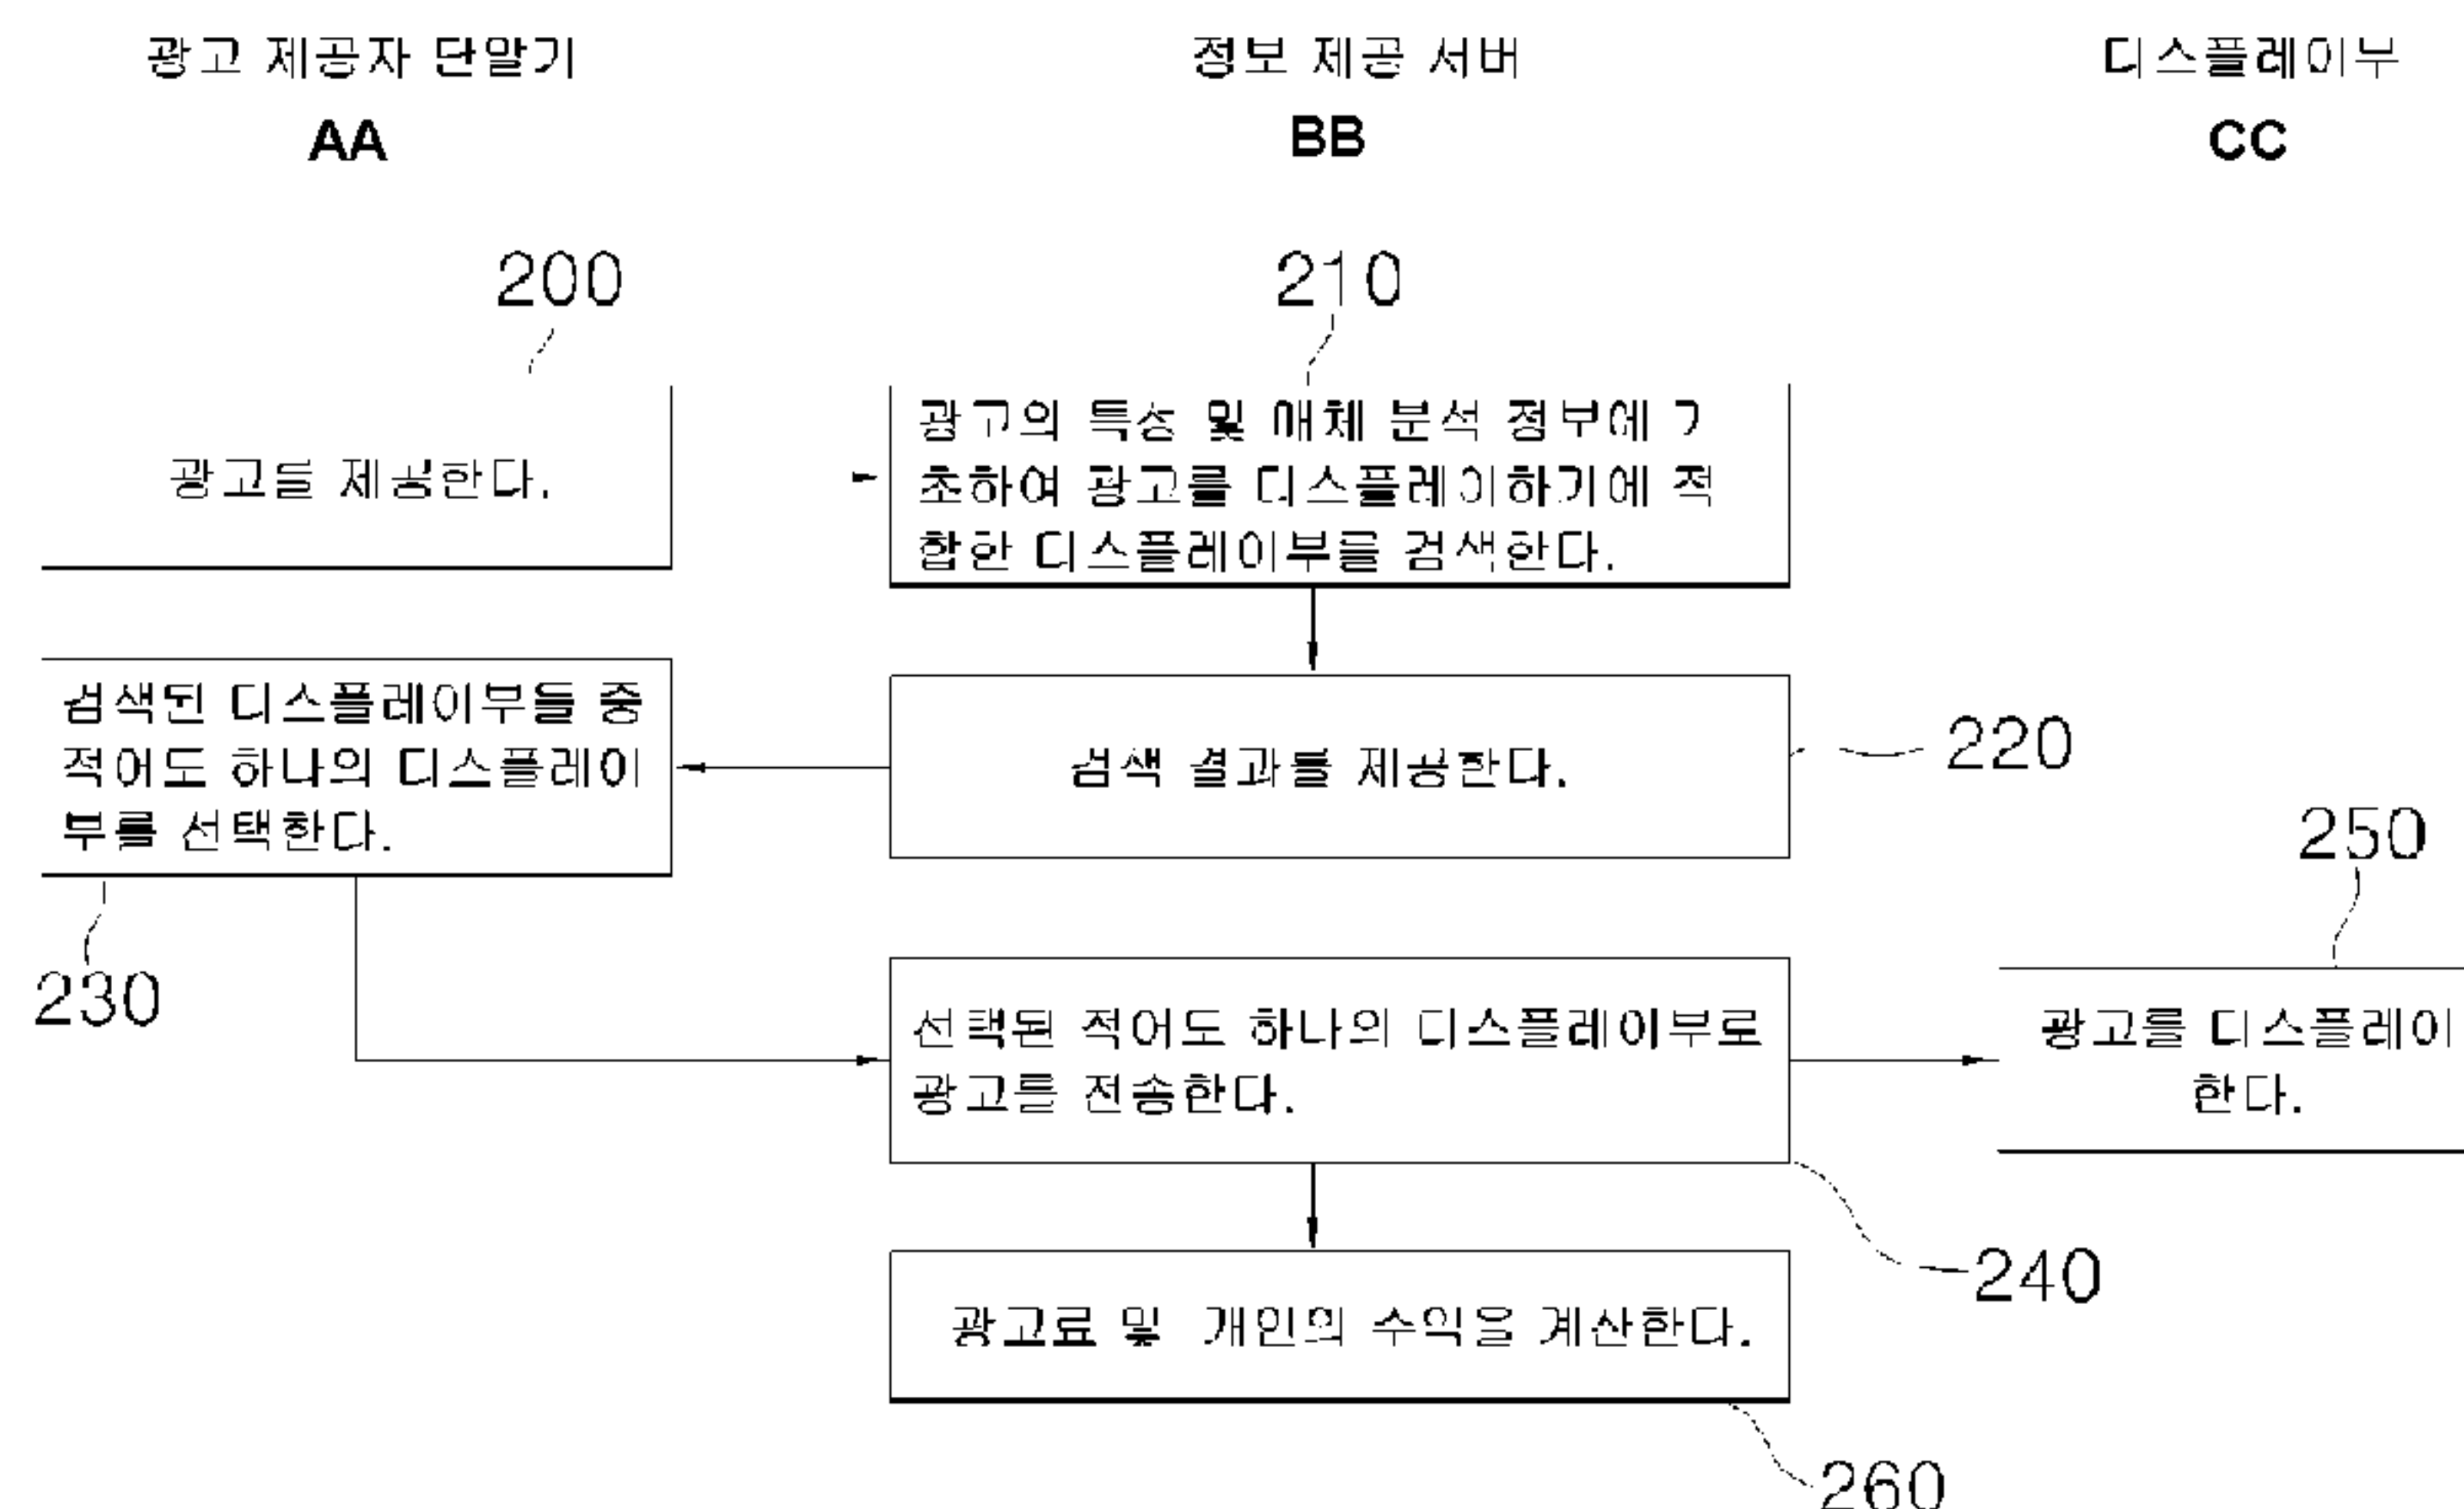 광고 제공자 단말기
AA
정보 제공 서버
BB
디스플레이부
CC
200
광고를 제공한다.
210
광고의 특성 및 매체 분석 정보에 기
초하여 광고를 디스플레이하기에 적
합한 디스플레이부를 검색한다.
검색 결과를 제공한다.
220
검색된 디스플레이부들 중
적어도 하나의 디스플레이
부를 선택한다.
230
선택된 적어도 하나의 디스플레이부로
광고를 전송한다.
240
250
광고를 디스플레이
한다.
광고료 및 개인의 수익을 계산한다.
260